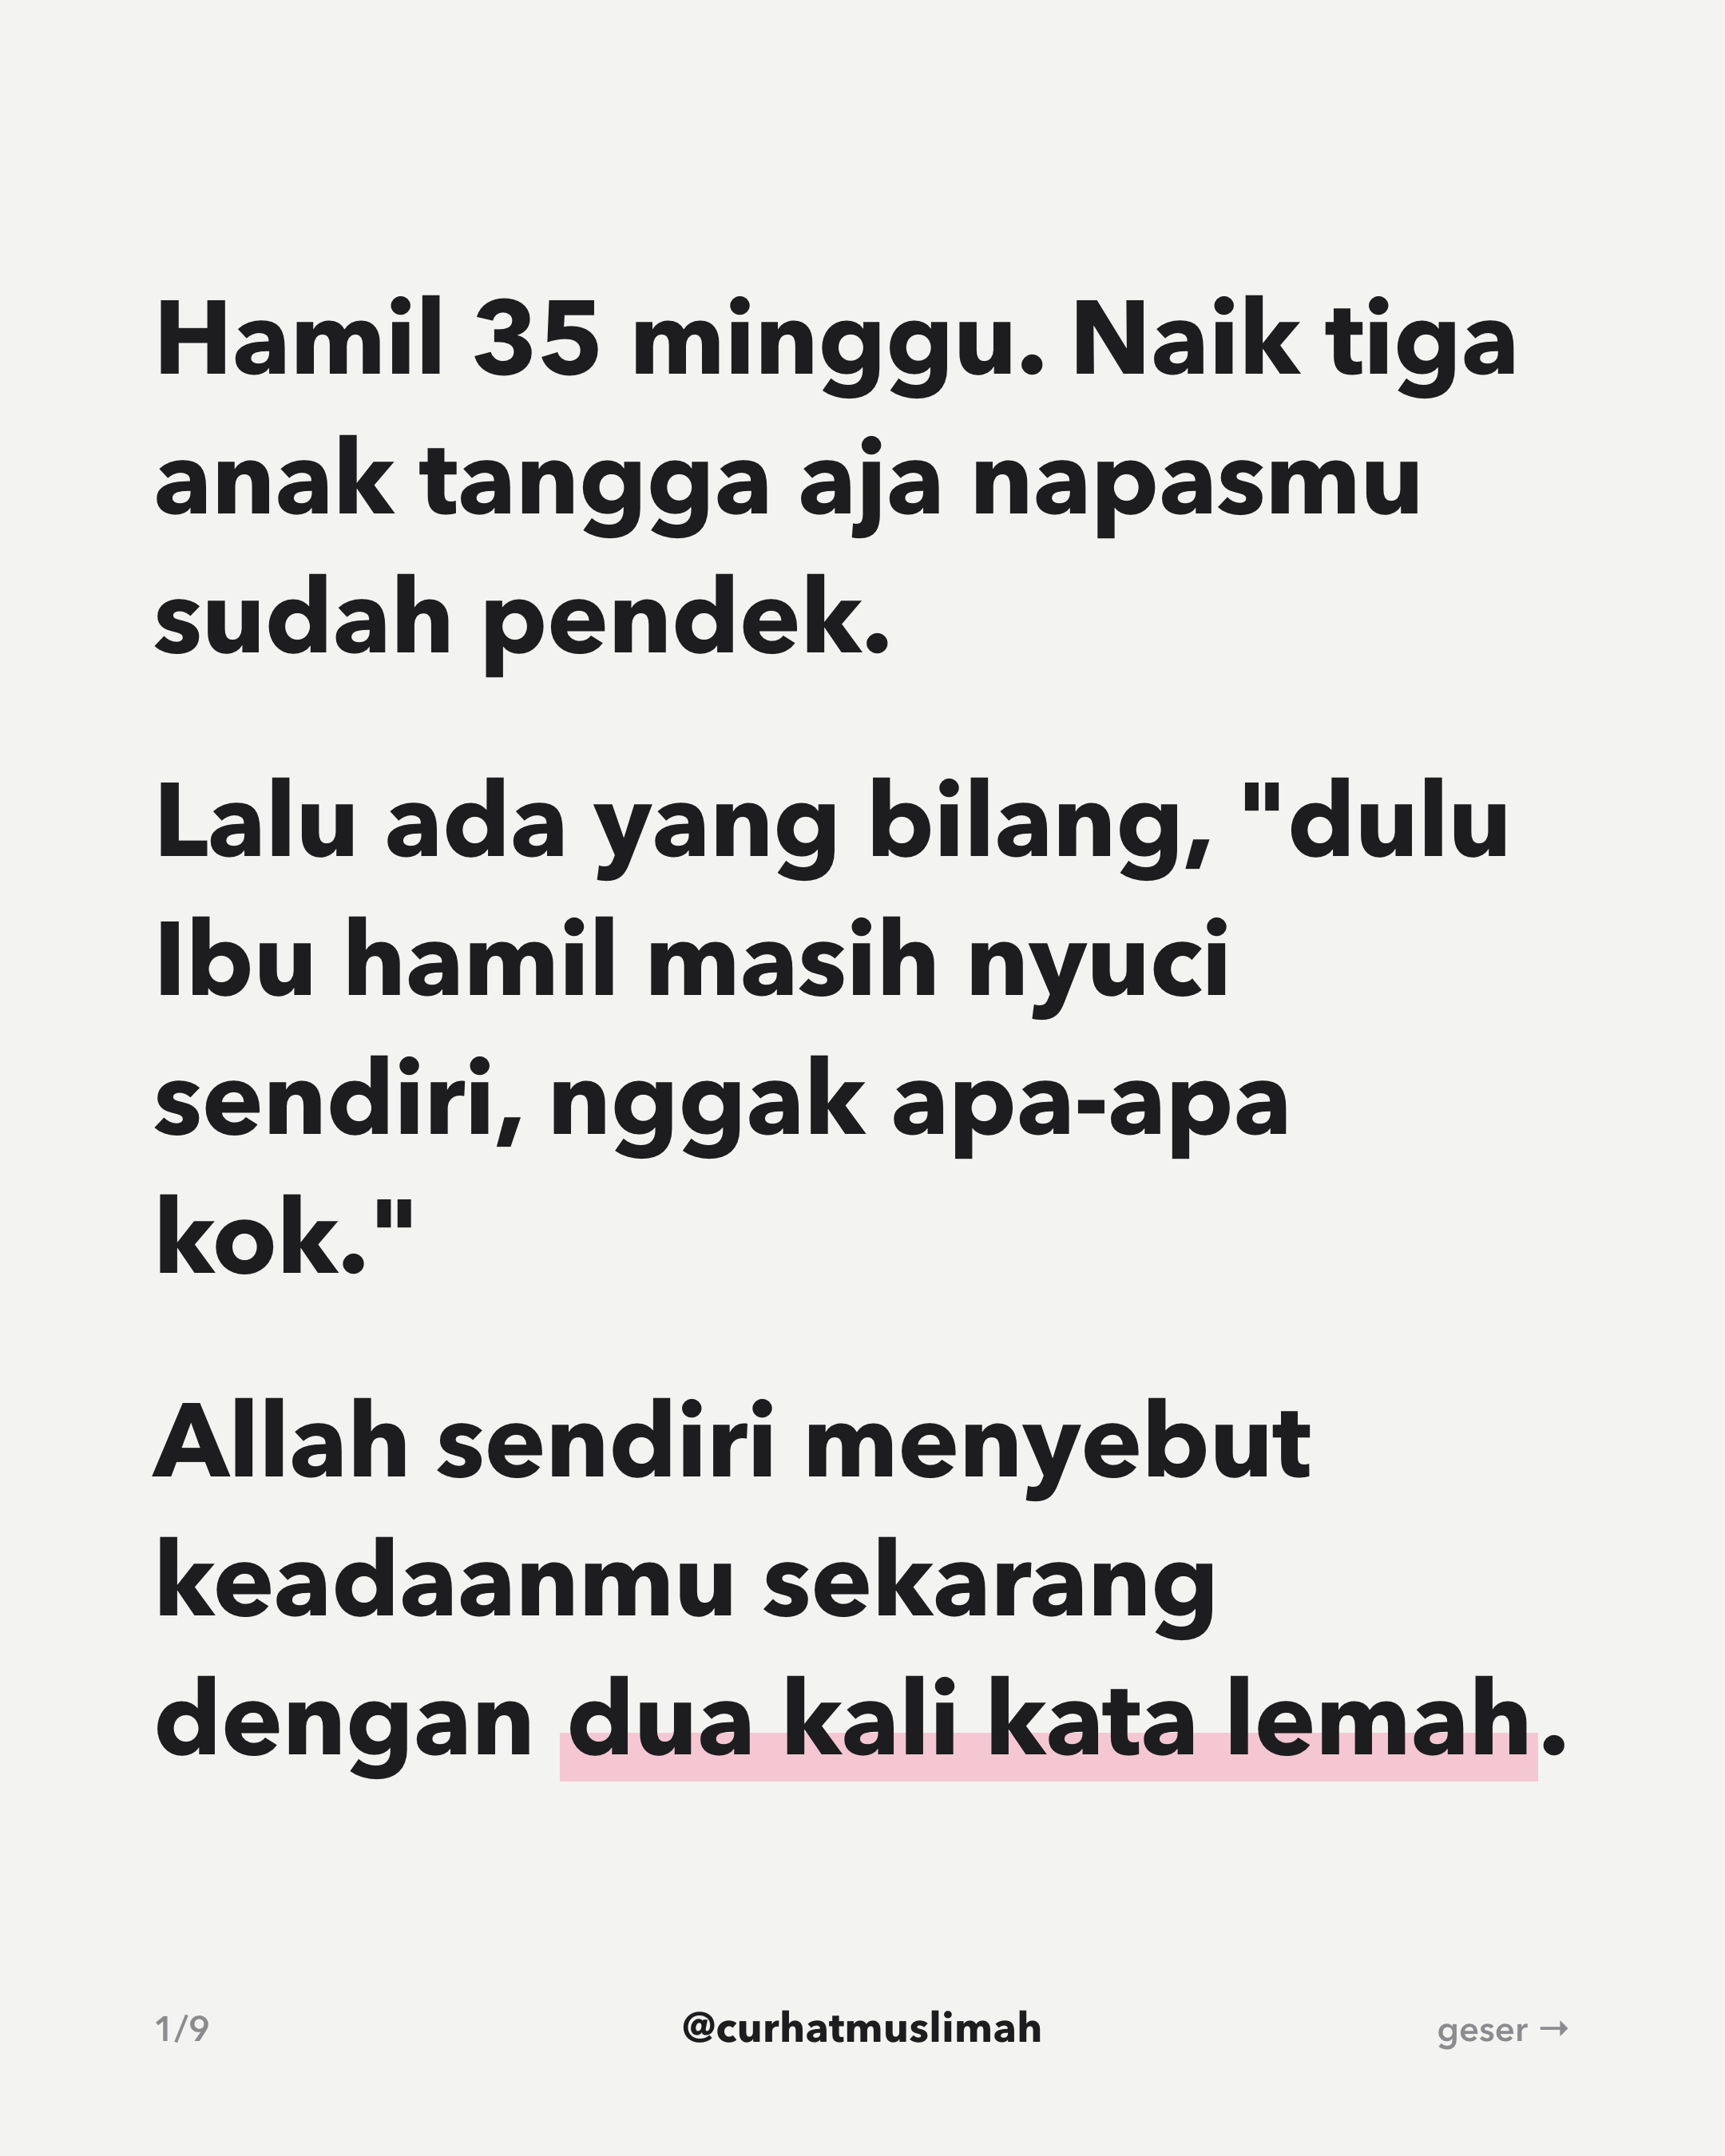 Hamil 35 minggu. Naik tiga
anak tangga aja napasmu
sudah pendek.
Lalu ada yang bilang, "dulu
Ibu hamil masih nyuci
sendiri, nggak apa-apa
kok."
Allah sendiri menyebut
keadaanmu sekarang
dengan dua kali kata lemah.
1/9
@curhatmuslimah
geser →